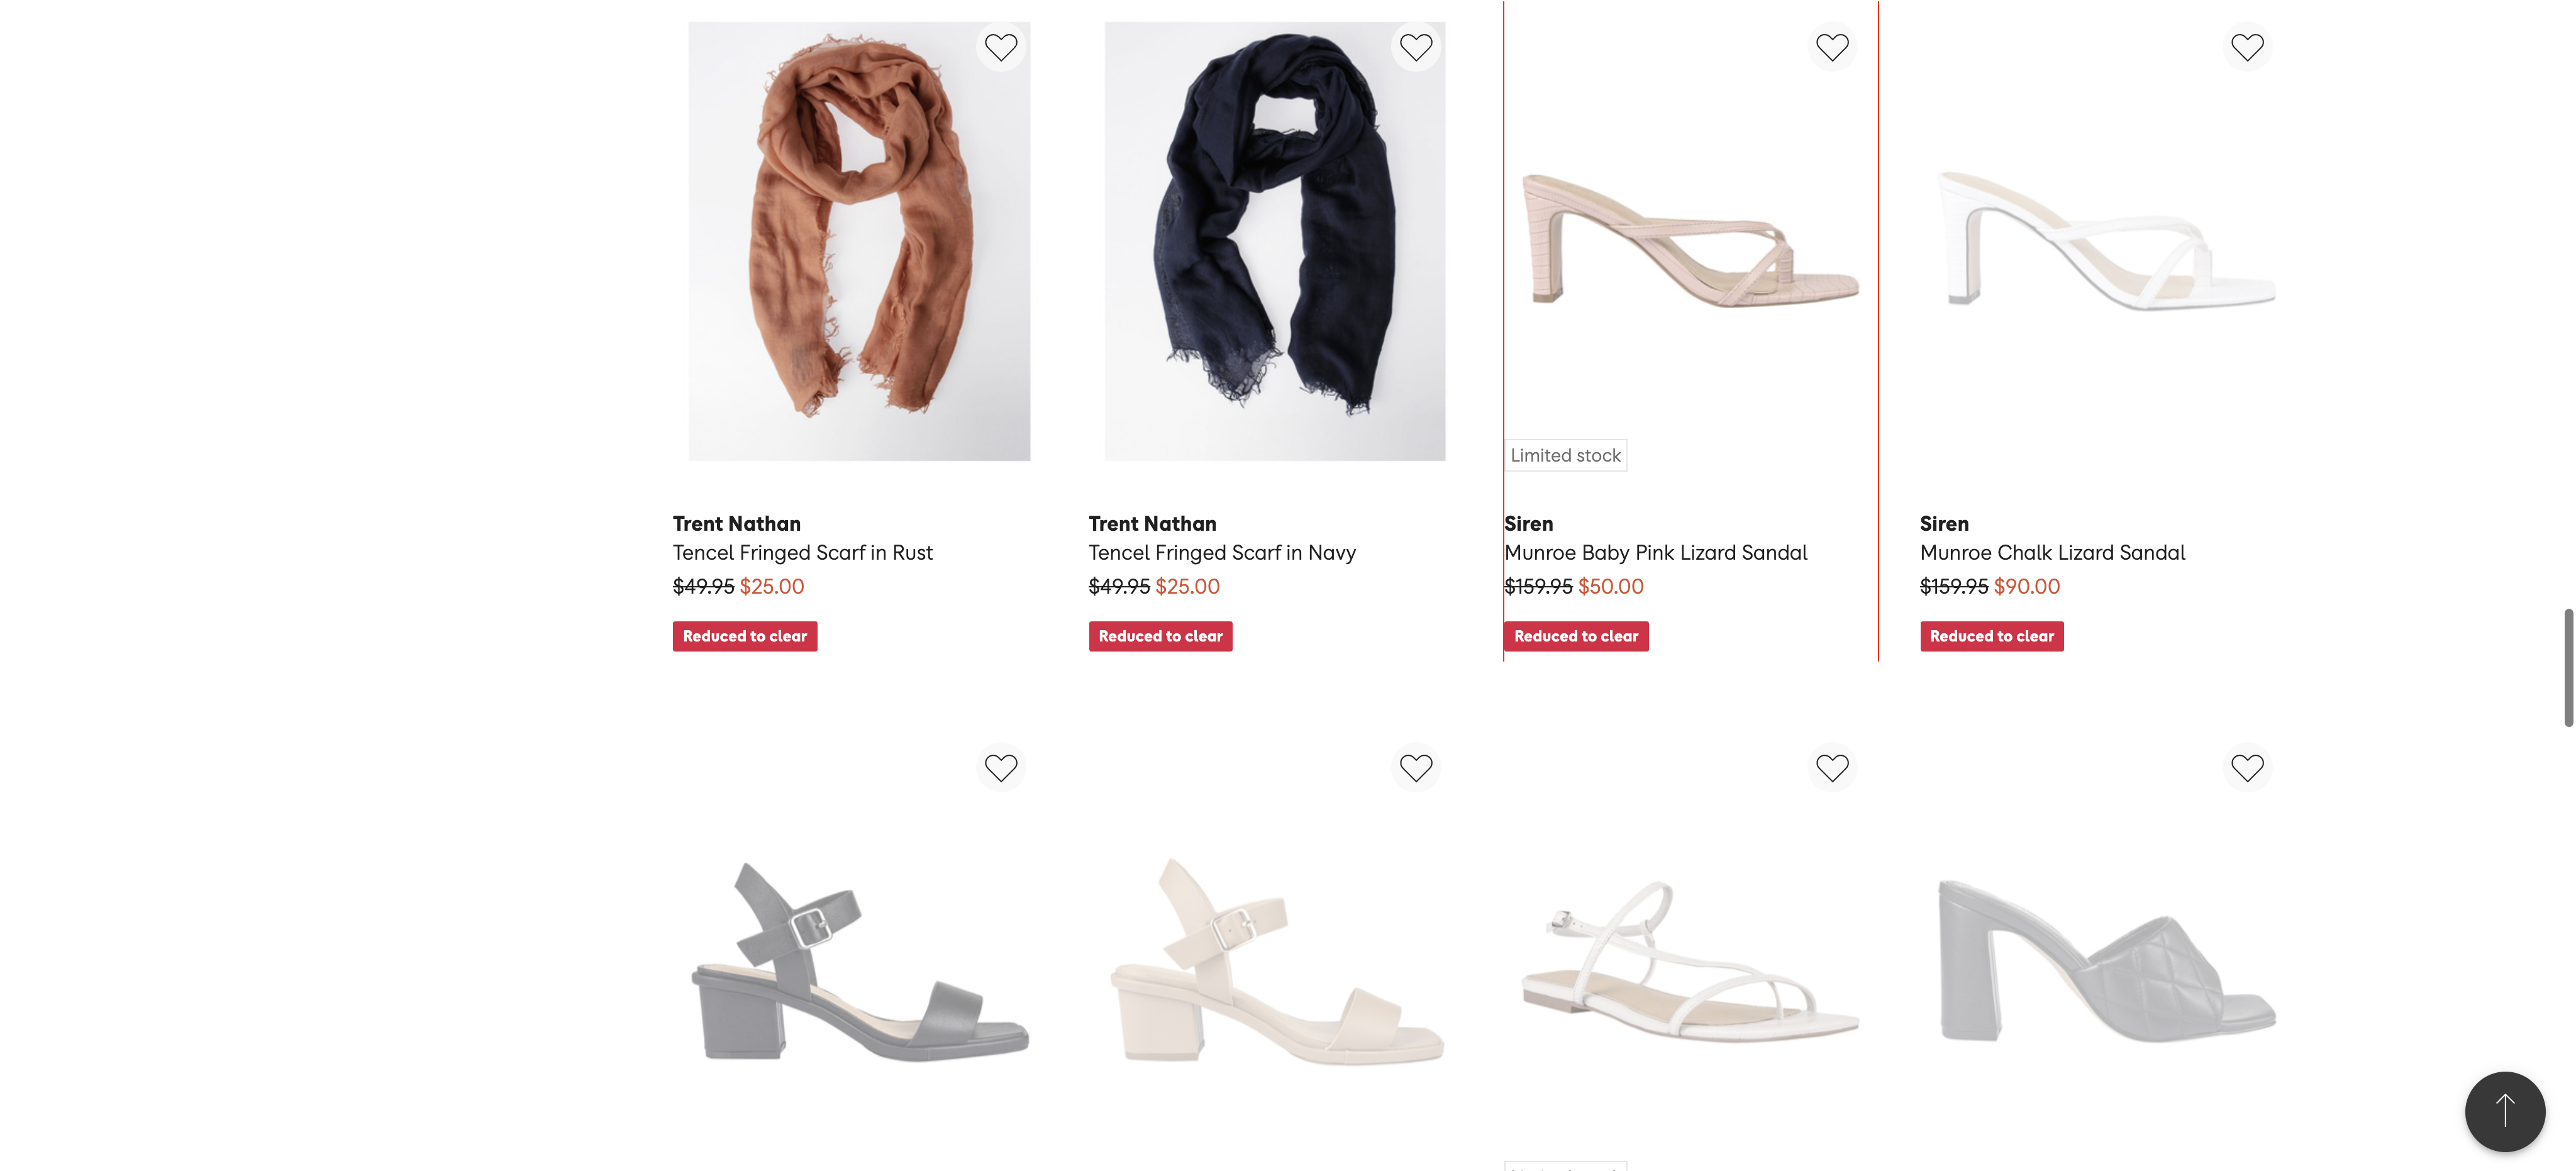 Limited stock
Trent Nathan
Tencel Fringed Scarf in Rust
$49.95 $25.00
Reduced to clear
Trent Nathan
Tencel Fringed Scarf in Navy
$49.95 $25.00
Reduced to clear
Siren
Munroe Baby Pink Lizard Sandal
$159.95 $50.00
Reduced to clear
Siren
Munroe Chalk Lizard Sandal
$159.95 $90.00
Reduced to clear